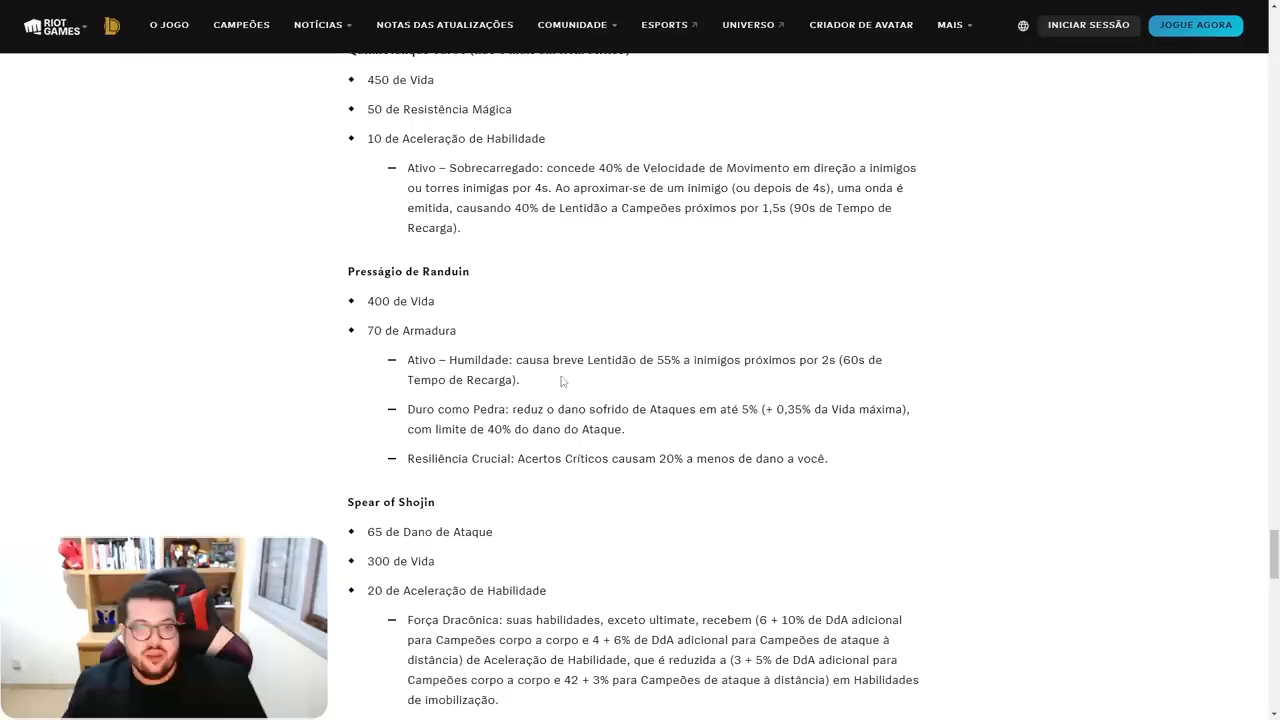 RIOT GAMES
O JOGO
CAMPEÕES
NOTÍCIAS
NOTAS DAS ATUALIZAÇÕES
COMUNIDADE
ESPORTS
UNIVERSO
CRIADOR DE AVATAR
MAIS
INICIAR SESSÃO
JOGUE AGORA
450 de Vida
50 de Resistência Mágica
10 de Aceleração de Habilidade
Ativo – Sobrecarregado: concede 40% de Velocidade de Movimento em direção a inimigos
ou torres inimigas por 4s. Ao aproximar-se de um inimigo (ou depois de 4s), uma onda é
emitida, causando 40% de Lentidão a Campeões próximos por 1,5s (90s de Tempo de
Recarga).
Presságio de Randuin
400 de Vida
70 de Armadura
Ativo – Humildade: causa breve Lentidão de 55% a inimigos próximos por 2s (60s de
Tempo de Recarga).
Duro como Pedra: reduz o dano sofrido de Ataques em até 5% (+ 0,35% da Vida máxima),
com limite de 40% do dano do Ataque.
Resiliência Crucial: Acertos Críticos causam 20% a menos de dano a você.
Spear of Shojin
65 de Dano de Ataque
300 de Vida
20 de Aceleração de Habilidade
Força Dracônica: suas habilidades, exceto ultimate, recebem (6 + 10% de DdA adicional
para Campeões corpo a corpo e 4 + 6% de DdA adicional para Campeões de ataque à
distância) de Aceleração de Habilidade, que é reduzida a (3 + 5% de DdA adicional para
Campeões corpo a corpo e 42 + 3% para Campeões de ataque à distância) em Habilidades
de imobilização.